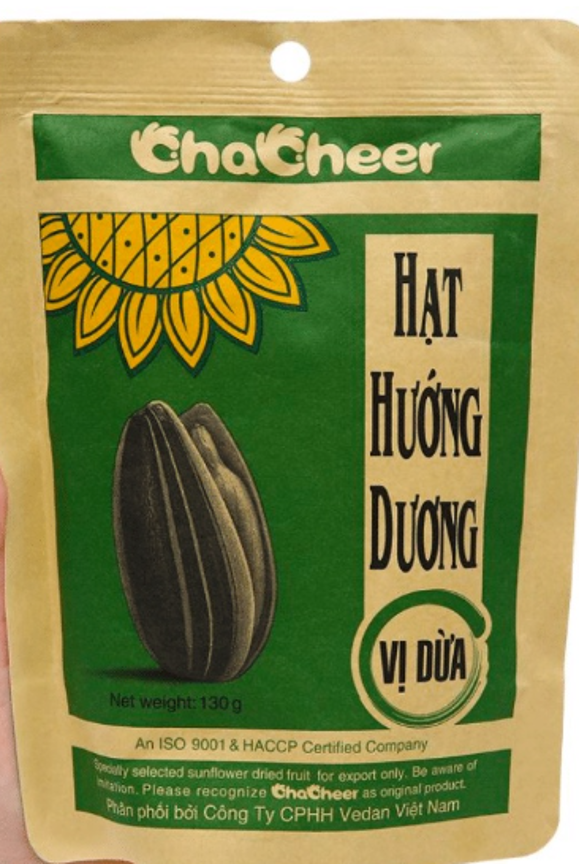 ChaCheer
HẠT
HƯỚNG
DƯƠNG
VỊ DỪA
Net weight: 130 g
An ISO 9001 & HACCP Certified Company
Specially selected sunflower dried fruit for export only. Be aware of
imitation. Please recognize ChaCheer as original product.
Phân phối bởi Công Ty CPHH Vedan Việt Nam